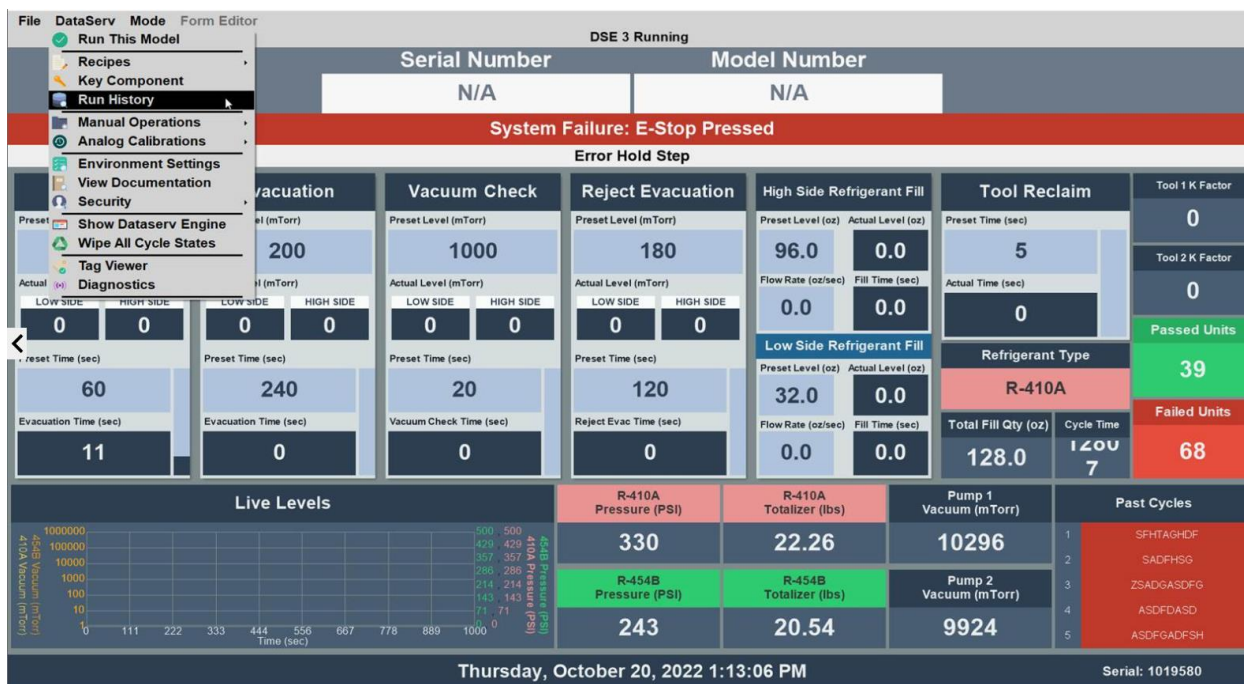 File DataServ Mode Form Editor
Run This Model
Recipes
Key Component
Run History
Manual Operations
Analog Calibrations
Environment Settings
View Documentation
Security
Show Dataserv Engine
Wipe All Cycle States
Tag Viewer
Diagnostics
DSE 3 Running
Serial Number Model Number
N/A N/A
System Failure: E-Stop Pressed
Error Hold Step
Preset
Actual
LOW SIDE HIGH SIDE
0 0
Preset Time (sec)
60
Evacuation Time (sec)
11
(mTorr)
200
(mTorr)
LOW SIDE HIGH SIDE
0 0
Preset Time (sec)
240
Evacuation Time (sec)
0
Vacuum Check
Preset Level (mTorr)
1000
Actual Level (mTorr)
LOW SIDE HIGH SIDE
0 0
Preset Time (sec)
20
Vacuum Check Time (sec)
0
Reject Evacuation
Preset Level (mTorr)
180
Actual Level (mTorr)
LOW SIDE HIGH SIDE
0 0
Preset Time (sec)
120
Reject Evac Time (sec)
0
High Side Refrigerant Fill
Preset Level (oz) Actual Level (oz)
96.0 0.0
Flow Rate (oz/sec) Fill Time (sec)
0.0 0.0
Low Side Refrigerant Fill
Preset Level (oz) Actual Level (oz)
32.0 0.0
Flow Rate (oz/sec) Fill Time (sec)
0.0 0.0
Tool Reclaim
Preset Time (sec)
5
Actual Time (sec)
0
Refrigerant Type
R-410A
Total Fill Qty (oz) Cycle Time
128.0 1280
7
Tool 1 K Factor
0
Tool 2 K Factor
0
Passed Units
39
Failed Units
68
Live Levels
410A Vacuum (mTorr)
454B Vacuum (mTorr)
1000000
100000
10000
1000
100
10
1
0 111 222 333 444 556 667 778 889 1000
Time (sec)
500 500
429 429
357 357
286 286
214 214
143 143
71 71
0 0
410A Pressure (PSI)
454B Pressure (PSI)
R-410A
Pressure (PSI)
330
R-410A
Totalizer (lbs)
22.26
Pump 1
Vacuum (mTorr)
10296
R-454B
Pressure (PSI)
243
R-454B
Totalizer (lbs)
20.54
Pump 2
Vacuum (mTorr)
9924
Past Cycles
1 SFHTAGHDF
2 SADFHSG
3 ZSADGASDFG
4 ASDFDASD
5 ASDFGADFSH
Thursday, October 20, 2022 1:13:06 PM
Serial: 1019580